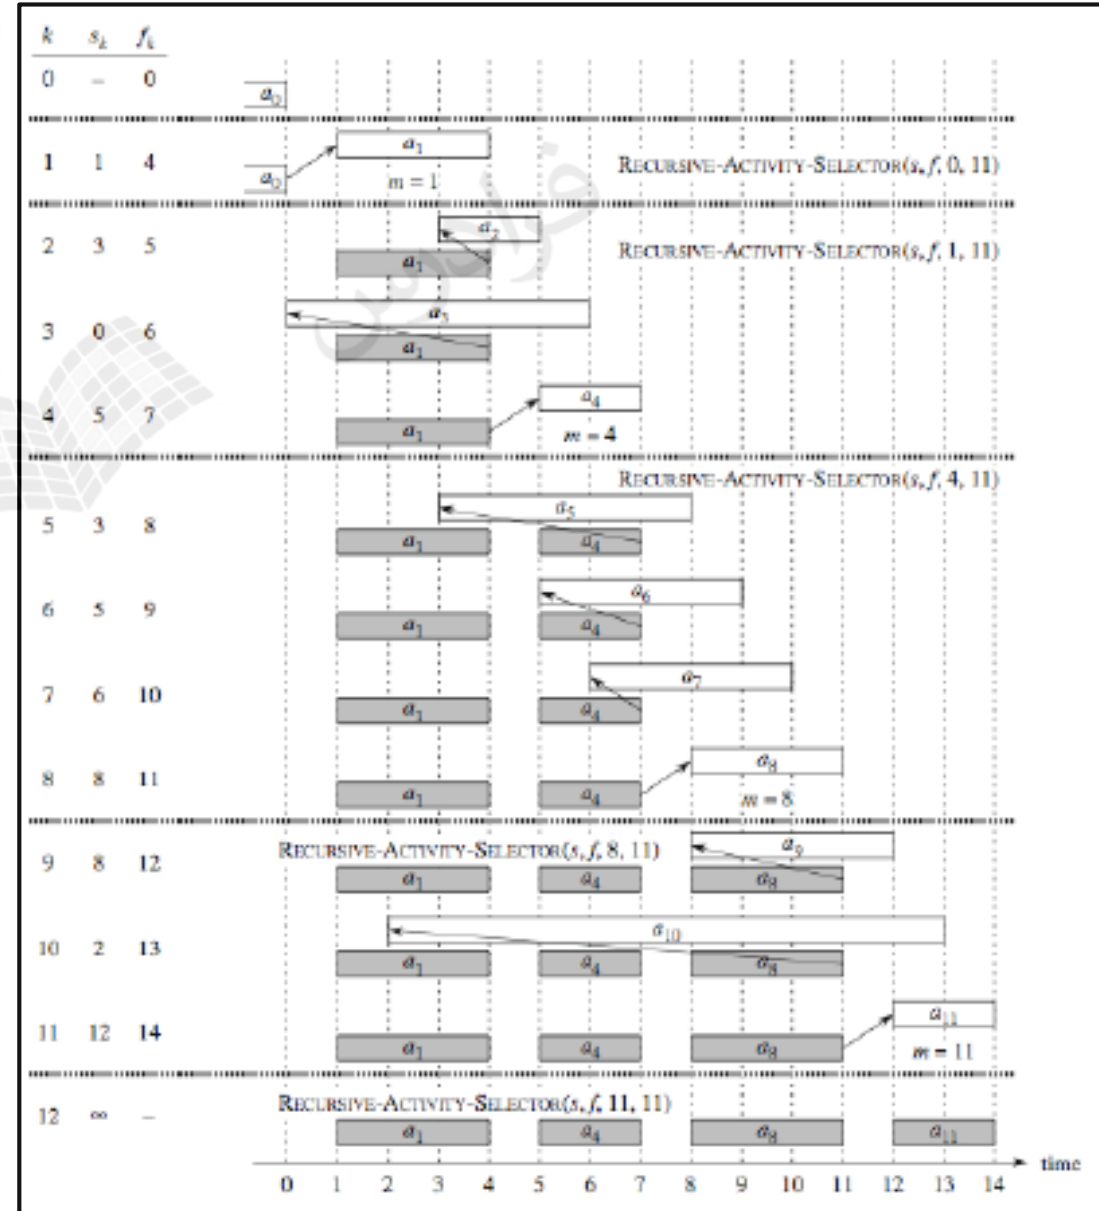 k s_k f_k
0 – 0
a_0
1 1 4
a_1
a_0
m = 1
RECURSIVE-ACTIVITY-SELECTOR(s, f, 0, 11)
2 3 5
a_2
a_1
RECURSIVE-ACTIVITY-SELECTOR(s, f, 1, 11)
3 0 6
a_3
a_1
4 5 7
a_4
a_1
m = 4
RECURSIVE-ACTIVITY-SELECTOR(s, f, 4, 11)
5 3 8
a_5
a_1 a_4
6 5 9
a_6
a_1 a_4
7 6 10
a_7
a_1 a_4
8 8 11
a_8
a_1 a_4
m = 8
RECURSIVE-ACTIVITY-SELECTOR(s, f, 8, 11)
9 8 12
a_9
a_1 a_4 a_8
10 2 13
a_10
a_1 a_4 a_8
11 12 14
a_11
a_1 a_4 a_8
m = 11
RECURSIVE-ACTIVITY-SELECTOR(s, f, 11, 11)
12 ∞ –
a_1 a_4 a_8 a_11
time
0 1 2 3 4 5 6 7 8 9 10 11 12 13 14
فرادرس